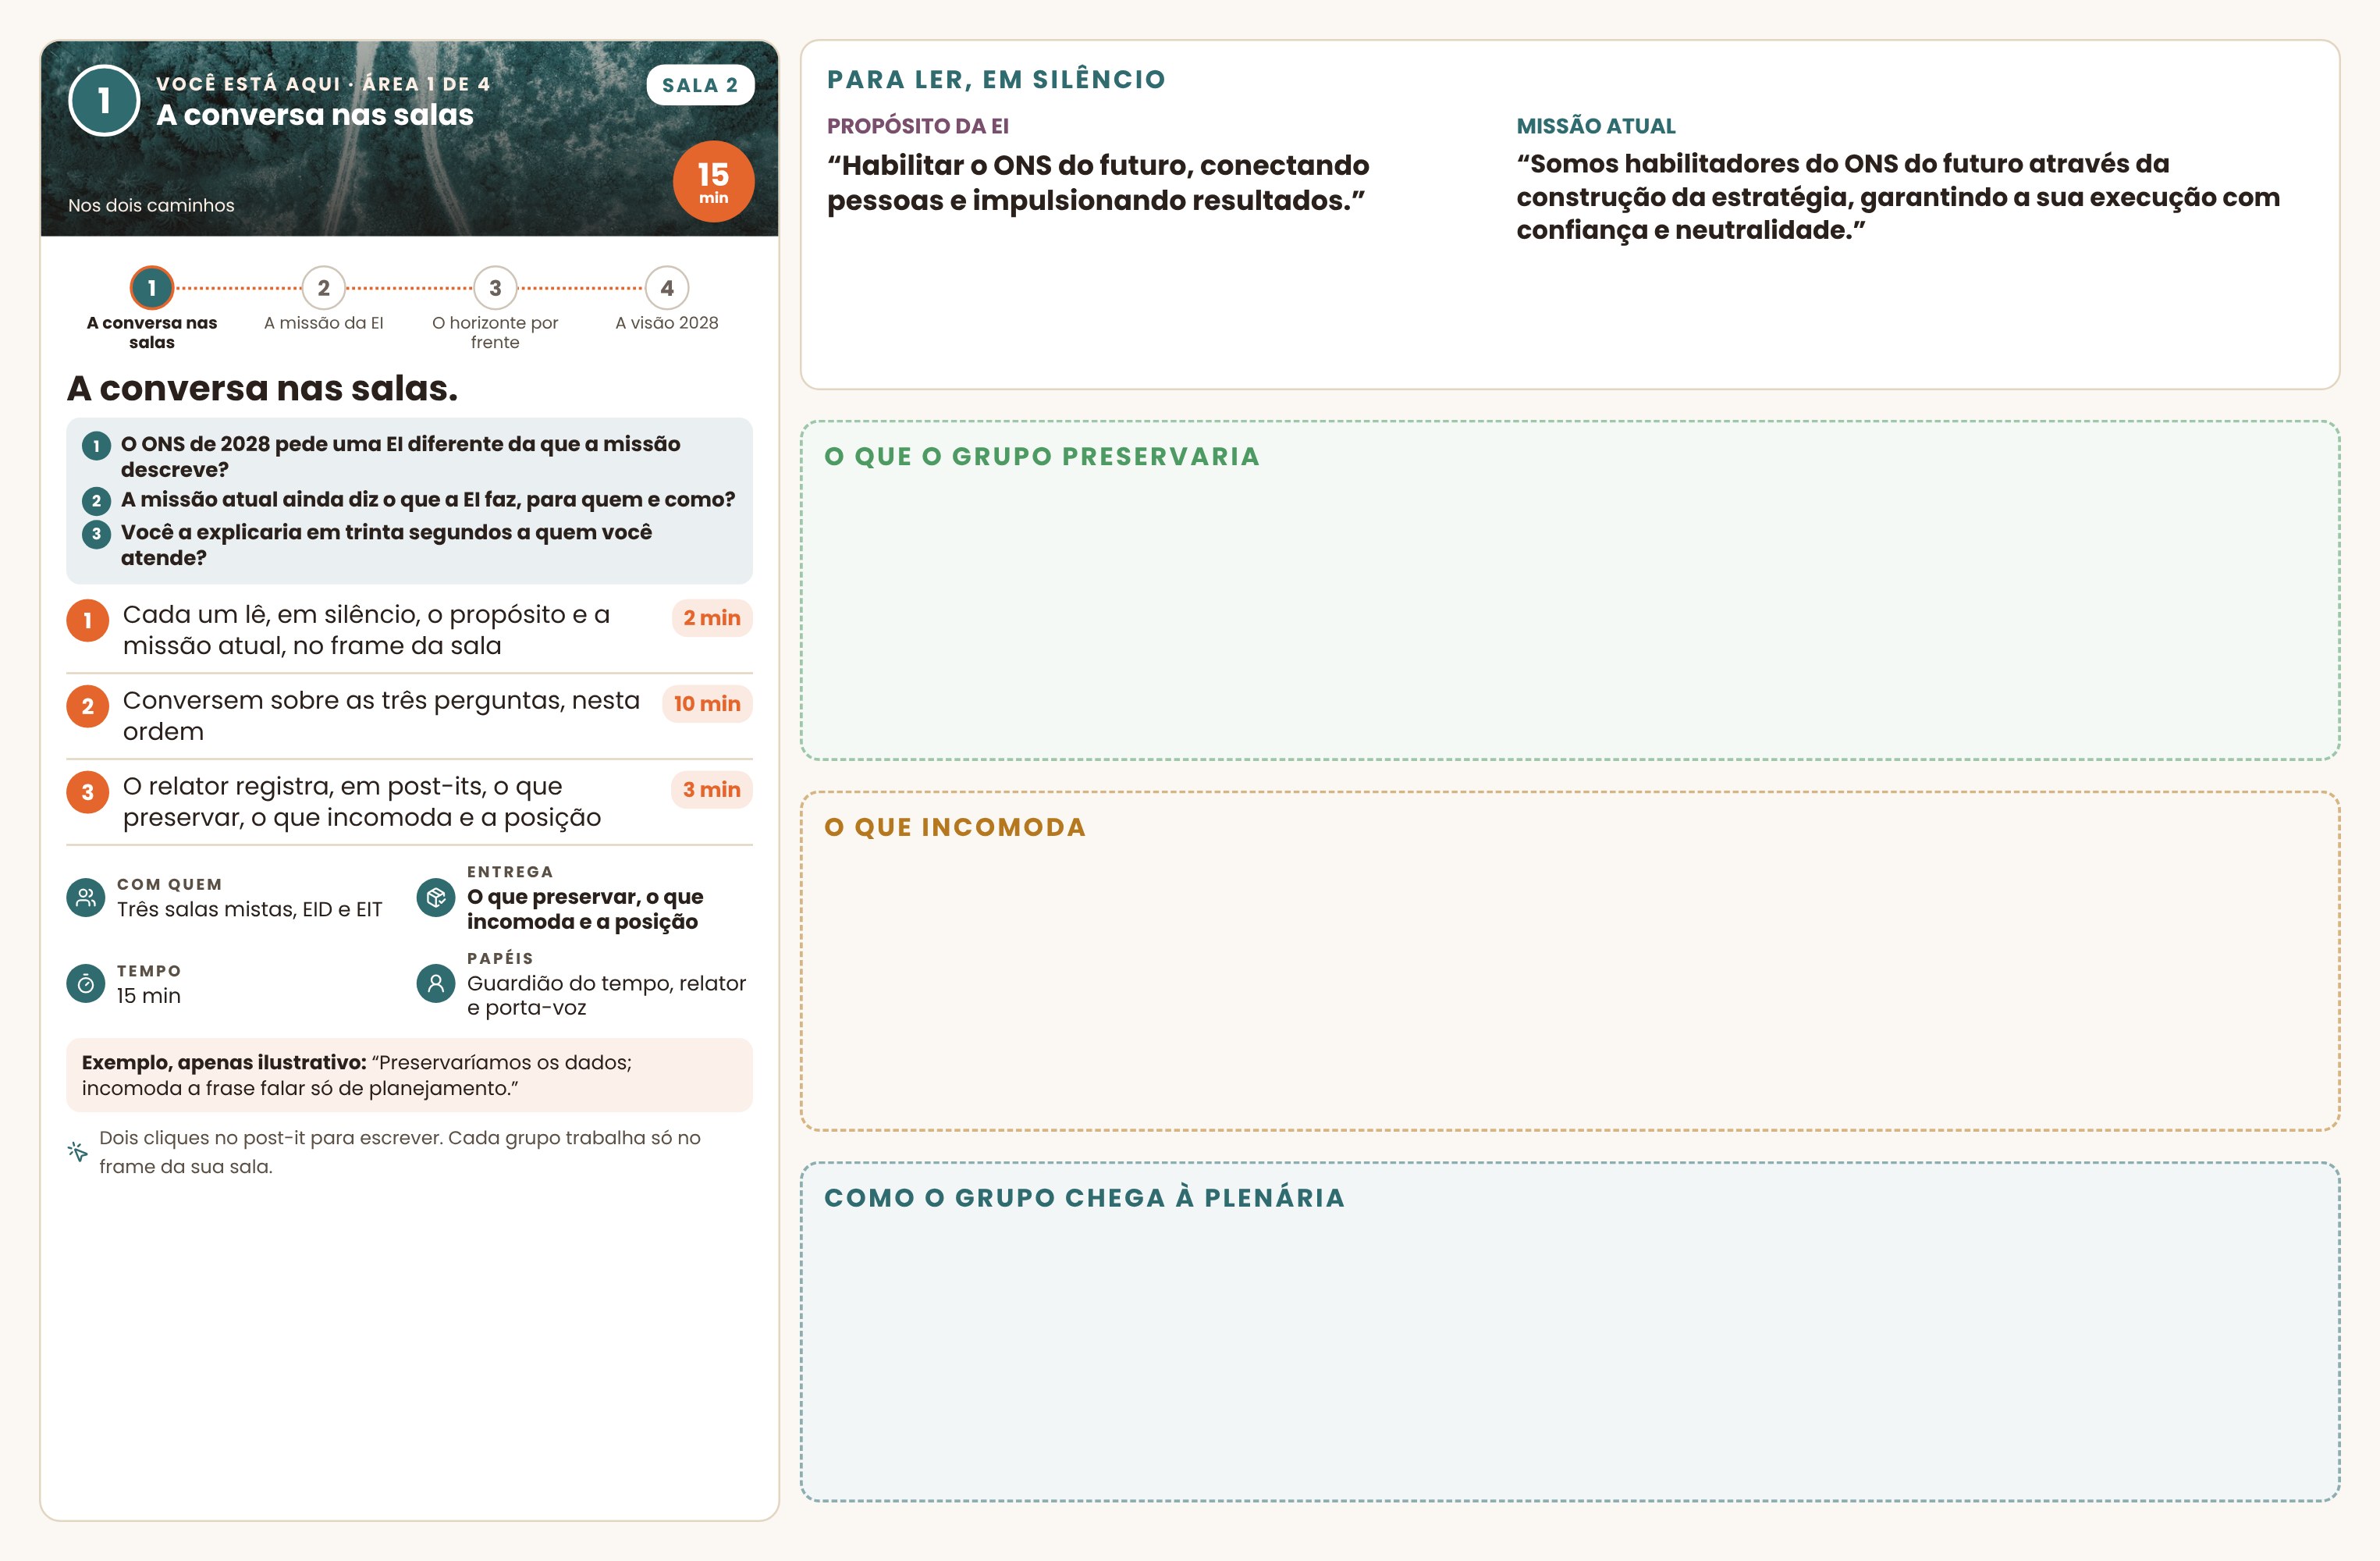 1
VOCÊ ESTÁ AQUI · ÁREA 1 DE 4
A conversa nas salas
SALA 2
15
min
Nos dois caminhos
1
2
3
4
A conversa nas
salas
A missão da EI
O horizonte por
frente
A visão 2028
A conversa nas salas.
1 O ONS de 2028 pede uma EI diferente da que a missão
descreve?
2 A missão atual ainda diz o que a EI faz, para quem e como?
3 Você a explicaria em trinta segundos a quem você
atende?
1 Cada um lê, em silêncio, o propósito e a
missão atual, no frame da sala
2 min
2 Conversem sobre as três perguntas, nesta
ordem
10 min
3 O relator registra, em post-its, o que
preservar, o que incomoda e a posição
3 min
COM QUEM
Três salas mistas, EID e EIT
ENTREGA
O que preservar, o que
incomoda e a posição
TEMPO
15 min
PAPÉIS
Guardião do tempo, relator
e porta-voz
Exemplo, apenas ilustrativo: “Preservaríamos os dados;
incomoda a frase falar só de planejamento.”
Dois cliques no post-it para escrever. Cada grupo trabalha só no
frame da sua sala.
PARA LER, EM SILÊNCIO
PROPÓSITO DA EI
“Habilitar o ONS do futuro, conectando
pessoas e impulsionando resultados.”
MISSÃO ATUAL
“Somos habilitadores do ONS do futuro através da
construção da estratégia, garantindo a sua execução com
confiança e neutralidade.”
O QUE O GRUPO PRESERVARIA
O QUE INCOMODA
COMO O GRUPO CHEGA À PLENÁRIA